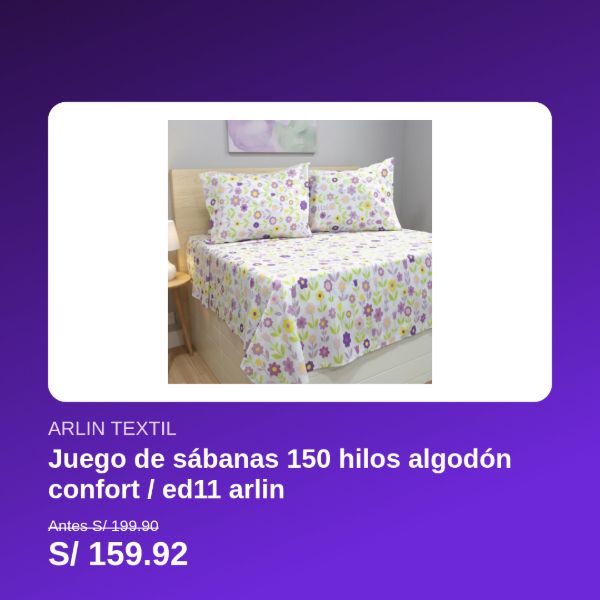 ARLIN TEXTIL
Juego de sábanas 150 hilos algodón
confort / ed11 arlin
Antes S/ 199.90
S/ 159.92